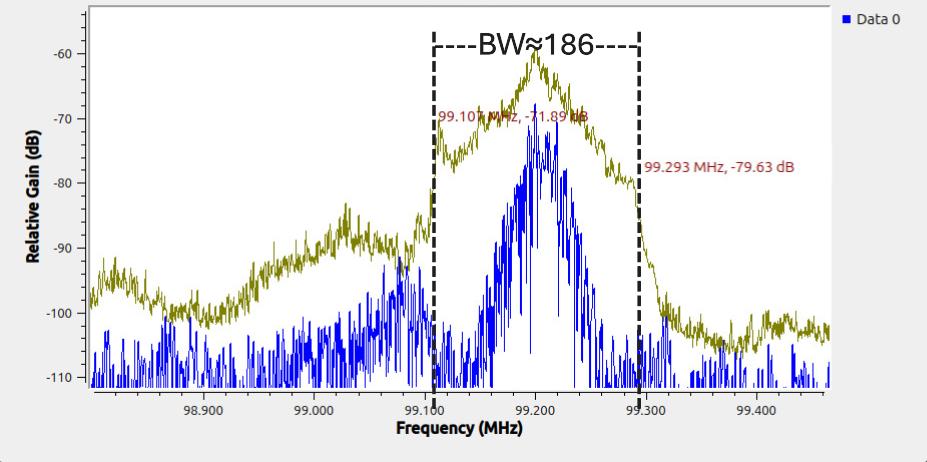 Data 0
----BW≈186----
99.107 MHz, -71.89 dB
99.293 MHz, -79.63 dB
Relative Gain (dB)
-60
-70
-80
-90
-100
-110
98.900 99.000 99.100 99.200 99.300 99.400
Frequency (MHz)